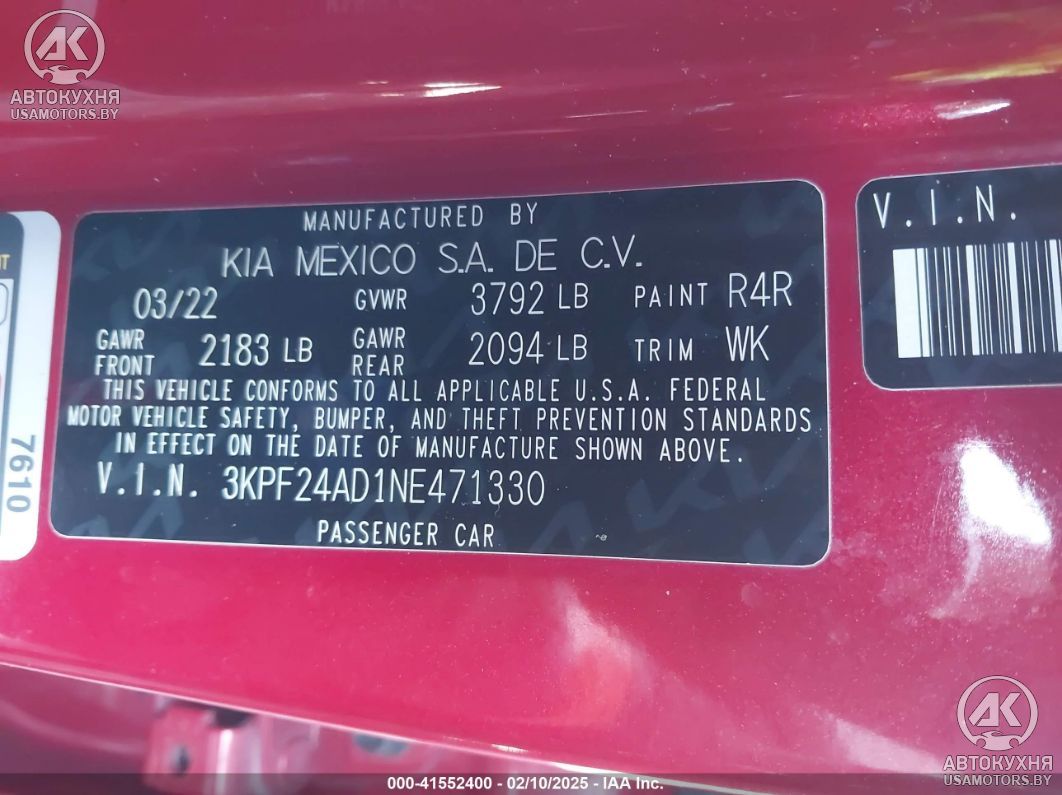 AK
АВТОКУХНЯ
USAMOTORS.BY
MANUFACTURED BY
KIA MEXICO S.A. DE C.V.
03/22 GVWR 3792 LB PAINT R4R
GAWR FRONT 2183 LB GAWR REAR 2094 LB TRIM WK
THIS VEHICLE CONFORMS TO ALL APPLICABLE U.S.A. FEDERAL
MOTOR VEHICLE SAFETY, BUMPER, AND THEFT PREVENTION STANDARDS
IN EFFECT ON THE DATE OF MANUFACTURE SHOWN ABOVE.
V.I.N. 3KPF24AD1NE471330
PASSENGER CAR
V.I.N.
7610
AK
АВТОКУХНЯ
USAMOTORS.BY
000-41552400 - 02/10/2025 - IAA Inc.